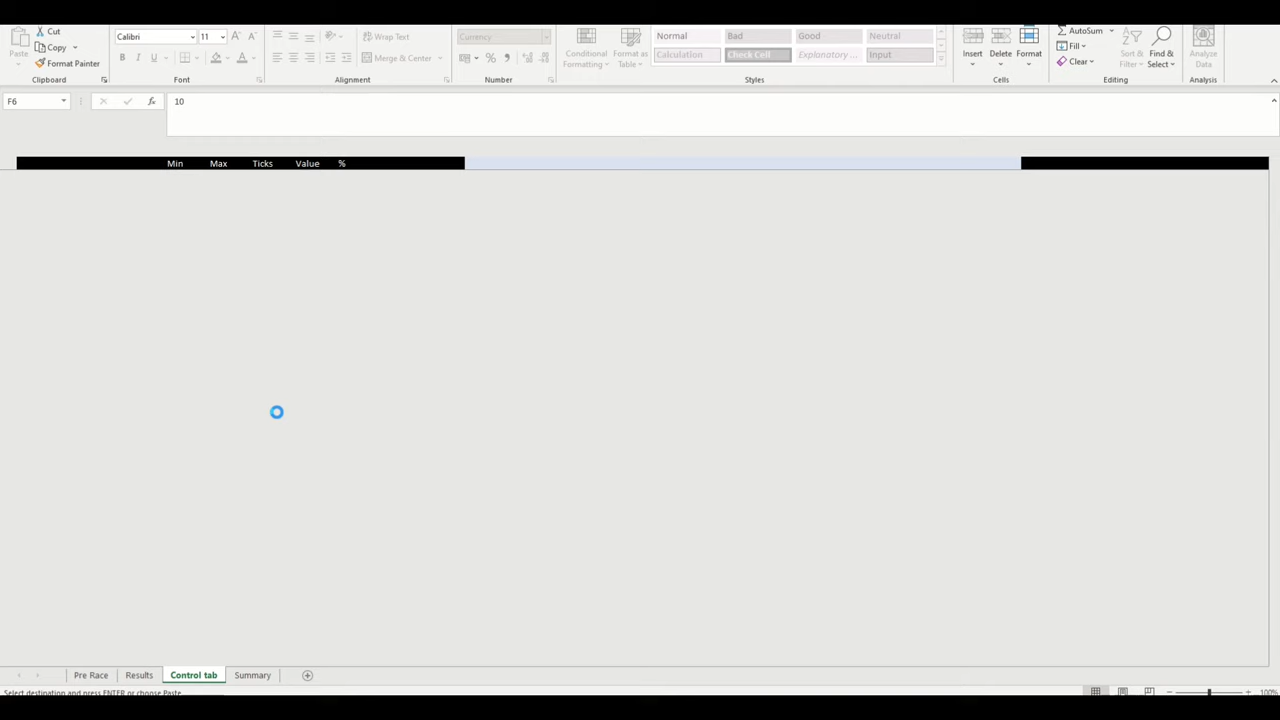 Cut
Copy
Paste
Format Painter
Clipboard
Calibri 11 A A
B I U A
Font
Wrap Text
Merge & Center
Alignment
Currency
% 
Number
Conditional Formatting
Format as Table
Normal Bad Good Neutral
Calculation Check Cell Explanatory ... Input
Styles
Insert Delete Format
Cells
AutoSum
Fill
Clear
Sort & Filter
Find & Select
Editing
Analyze Data
Analysis
F6 fx 10
Min Max Ticks Value %
Pre Race Results Control tab Summary
Select destination and press ENTER or choose Paste
100%